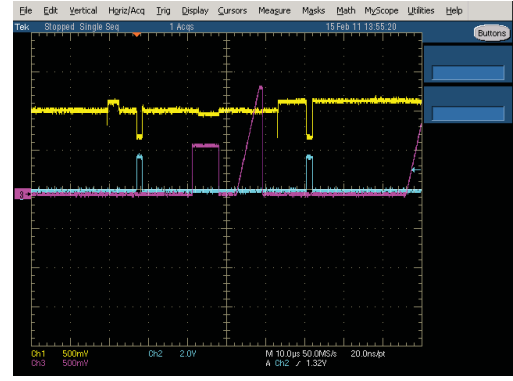 File Edit Vertical Horiz/Acq Trig Display Cursors Measure Masks Math MyScope Utilities Help
Tek Stopped Single Seq 1 Acqs 15 Feb 11 13:55:20
Buttons
3
Ch1 500mV Ch2 2.0V M 10.0µs 50.0MS/s 20.0ns/pt
Ch3 500mV A Ch2 ∕ 1.32V